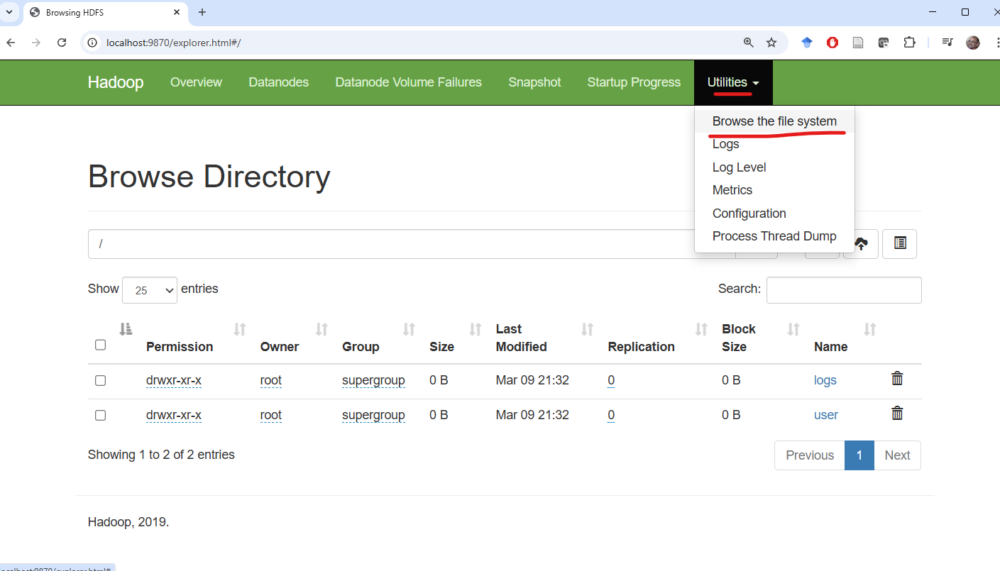 Browsing HDFS
localhost:9870/explorer.html#/
Hadoop Overview Datanodes Datanode Volume Failures Snapshot Startup Progress Utilities
Browse the file system
Logs
Log Level
Metrics
Configuration
Process Thread Dump
Browse Directory
/
Show 25 entries Search:
Permission Owner Group Size Last Modified Replication Block Size Name
drwxr-xr-x root supergroup 0 B Mar 09 21:32 0 0 B logs
drwxr-xr-x root supergroup 0 B Mar 09 21:32 0 0 B user
Showing 1 to 2 of 2 entries Previous 1 Next
Hadoop, 2019.